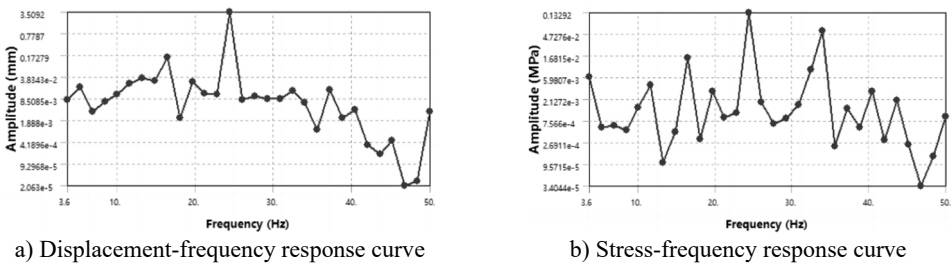 Amplitude (mm)
3.5092
0.7787
0.17279
3.8343e-2
8.5085e-3
1.888e-3
4.1896e-4
9.2968e-5
2.063e-5
3.6 10. 20. 30. 40. 50.
Frequency (Hz)
a) Displacement-frequency response curve
Amplitude (MPa)
0.13292
4.7276e-2
1.6815e-2
5.9807e-3
2.1272e-3
7.566e-4
2.6911e-4
9.5715e-5
3.4044e-5
3.6 10. 20. 30. 40. 50.
Frequency (Hz)
b) Stress-frequency response curve